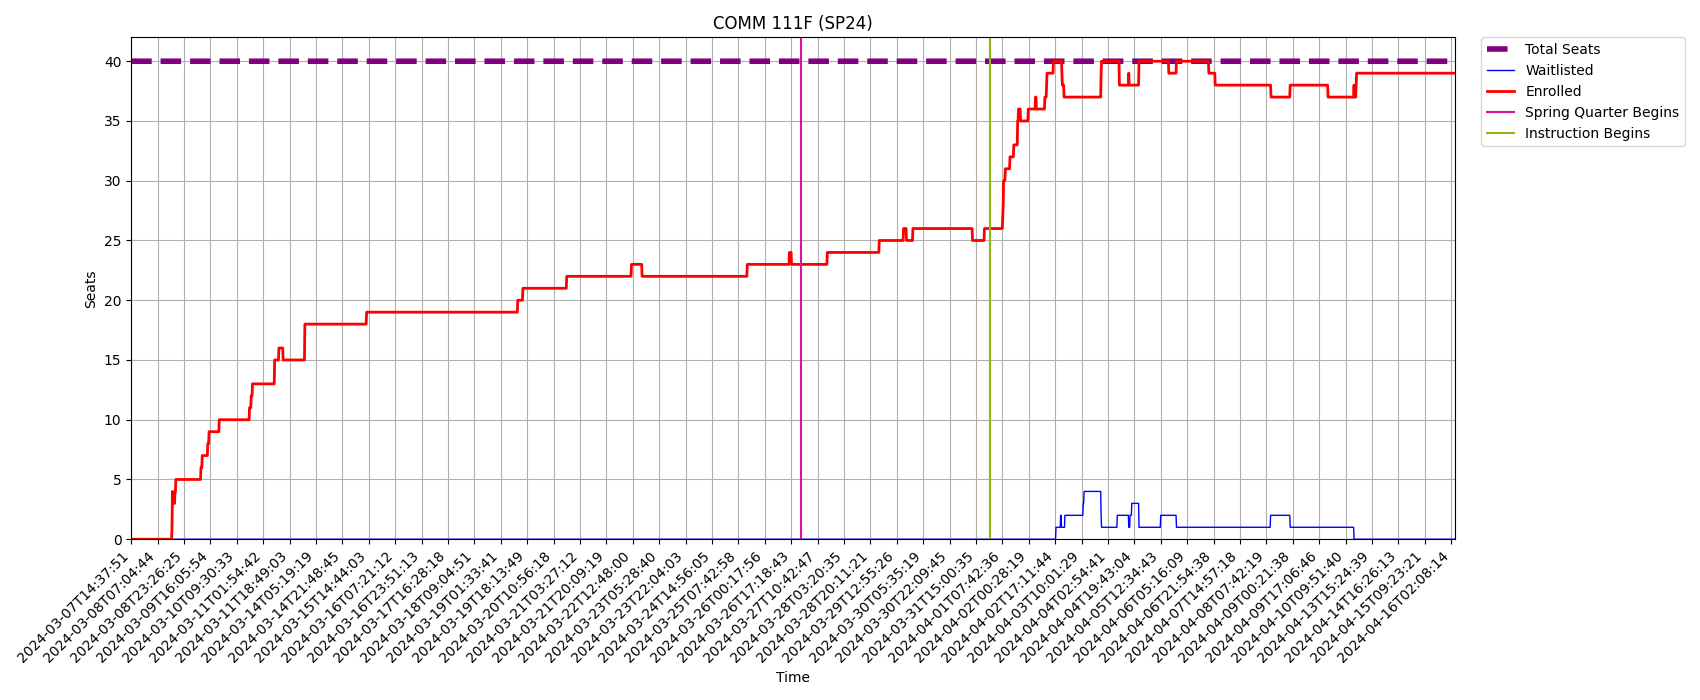 COMM 111F (SP24)
Total Seats
Waitlisted
Enrolled
Spring Quarter Begins
Instruction Begins
Seats
40
35
30
25
20
15
10
5
0
2024-03-07T14:37:51
2024-03-08T07:04:44
2024-03-08T23:26:25
2024-03-09T16:05:54
2024-03-10T09:30:33
2024-03-11T01:54:42
2024-03-11T18:49:03
2024-03-14T05:19:19
2024-03-14T21:48:45
2024-03-15T14:44:03
2024-03-16T07:21:12
2024-03-16T23:51:13
2024-03-17T16:28:18
2024-03-18T09:04:51
2024-03-19T01:33:41
2024-03-19T18:13:49
2024-03-20T10:56:18
2024-03-21T03:27:12
2024-03-21T20:09:19
2024-03-22T12:48:00
2024-03-23T05:28:40
2024-03-23T22:04:03
2024-03-24T14:56:05
2024-03-25T07:42:58
2024-03-26T00:17:56
2024-03-26T17:18:43
2024-03-27T10:42:47
2024-03-28T03:20:35
2024-03-28T20:11:21
2024-03-29T12:55:26
2024-03-30T05:35:19
2024-03-30T22:09:45
2024-03-31T15:00:35
2024-04-01T07:42:36
2024-04-02T00:28:19
2024-04-02T17:11:44
2024-04-03T10:01:29
2024-04-04T02:54:41
2024-04-04T19:43:04
2024-04-05T12:34:43
2024-04-06T05:16:09
2024-04-06T21:54:38
2024-04-07T14:57:18
2024-04-08T07:42:19
2024-04-09T00:21:38
2024-04-09T17:06:46
2024-04-10T09:51:40
2024-04-13T15:24:39
2024-04-14T16:26:13
2024-04-15T09:23:21
2024-04-16T02:08:14
Time